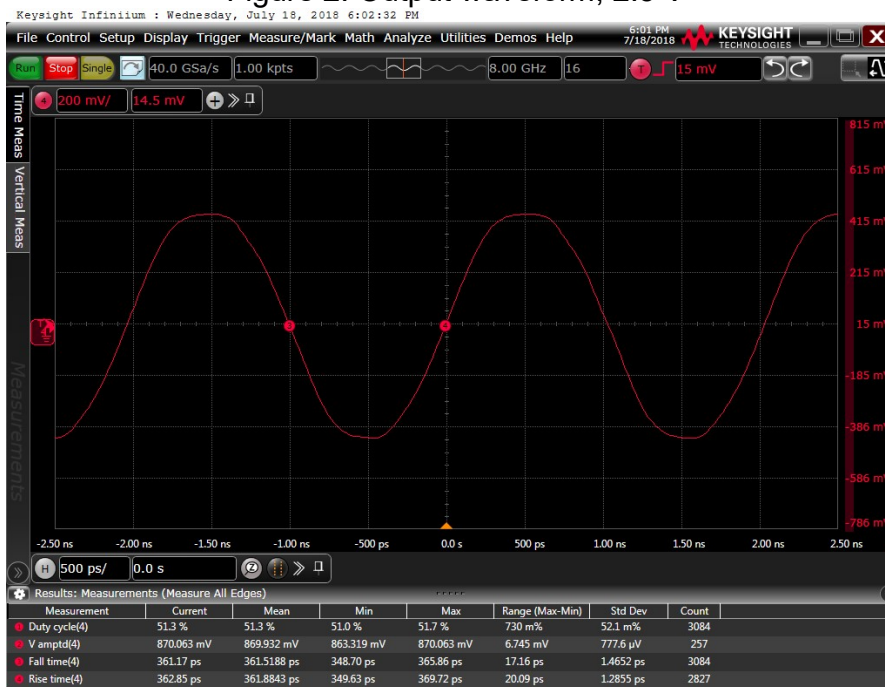 Keysight Infiniium : Wednesday, July 18, 2018 6:02:32 PM
File Control Setup Display Trigger Measure/Mark Math Analyze Utilities Demos Help
6:01 PM
7/18/2018
KEYSIGHT
TECHNOLOGIES
Run Stop Single 40.0 GSa/s 1.00 kpts 8.00 GHz 16 T 15 mV
4 200 mV/ 14.5 mV
Time Meas
Vertical Meas
Measurements
815 m
615 m
415 m
215 m
15 m
-185 m
-386 m
-586 m
-786 m
3 4
-2.50 ns -2.00 ns -1.50 ns -1.00 ns -500 ps 0.0 s 500 ps 1.00 ns 1.50 ns 2.00 ns 2.50 ns
H 500 ps/ 0.0 s
Results: Measurements (Measure All Edges)
Measurement Current Mean Min Max Range (Max-Min) Std Dev Count
Duty cycle(4) 51.3 % 51.3 % 51.0 % 51.7 % 730 m% 52.1 m% 3084
V amptd(4) 870.063 mV 869.932 mV 863.319 mV 870.063 mV 6.745 mV 777.6 µV 257
Fall time(4) 361.17 ps 361.5188 ps 348.70 ps 365.86 ps 17.16 ps 1.4652 ps 3084
Rise time(4) 362.85 ps 361.8843 ps 349.63 ps 369.72 ps 20.09 ps 1.2855 ps 2827